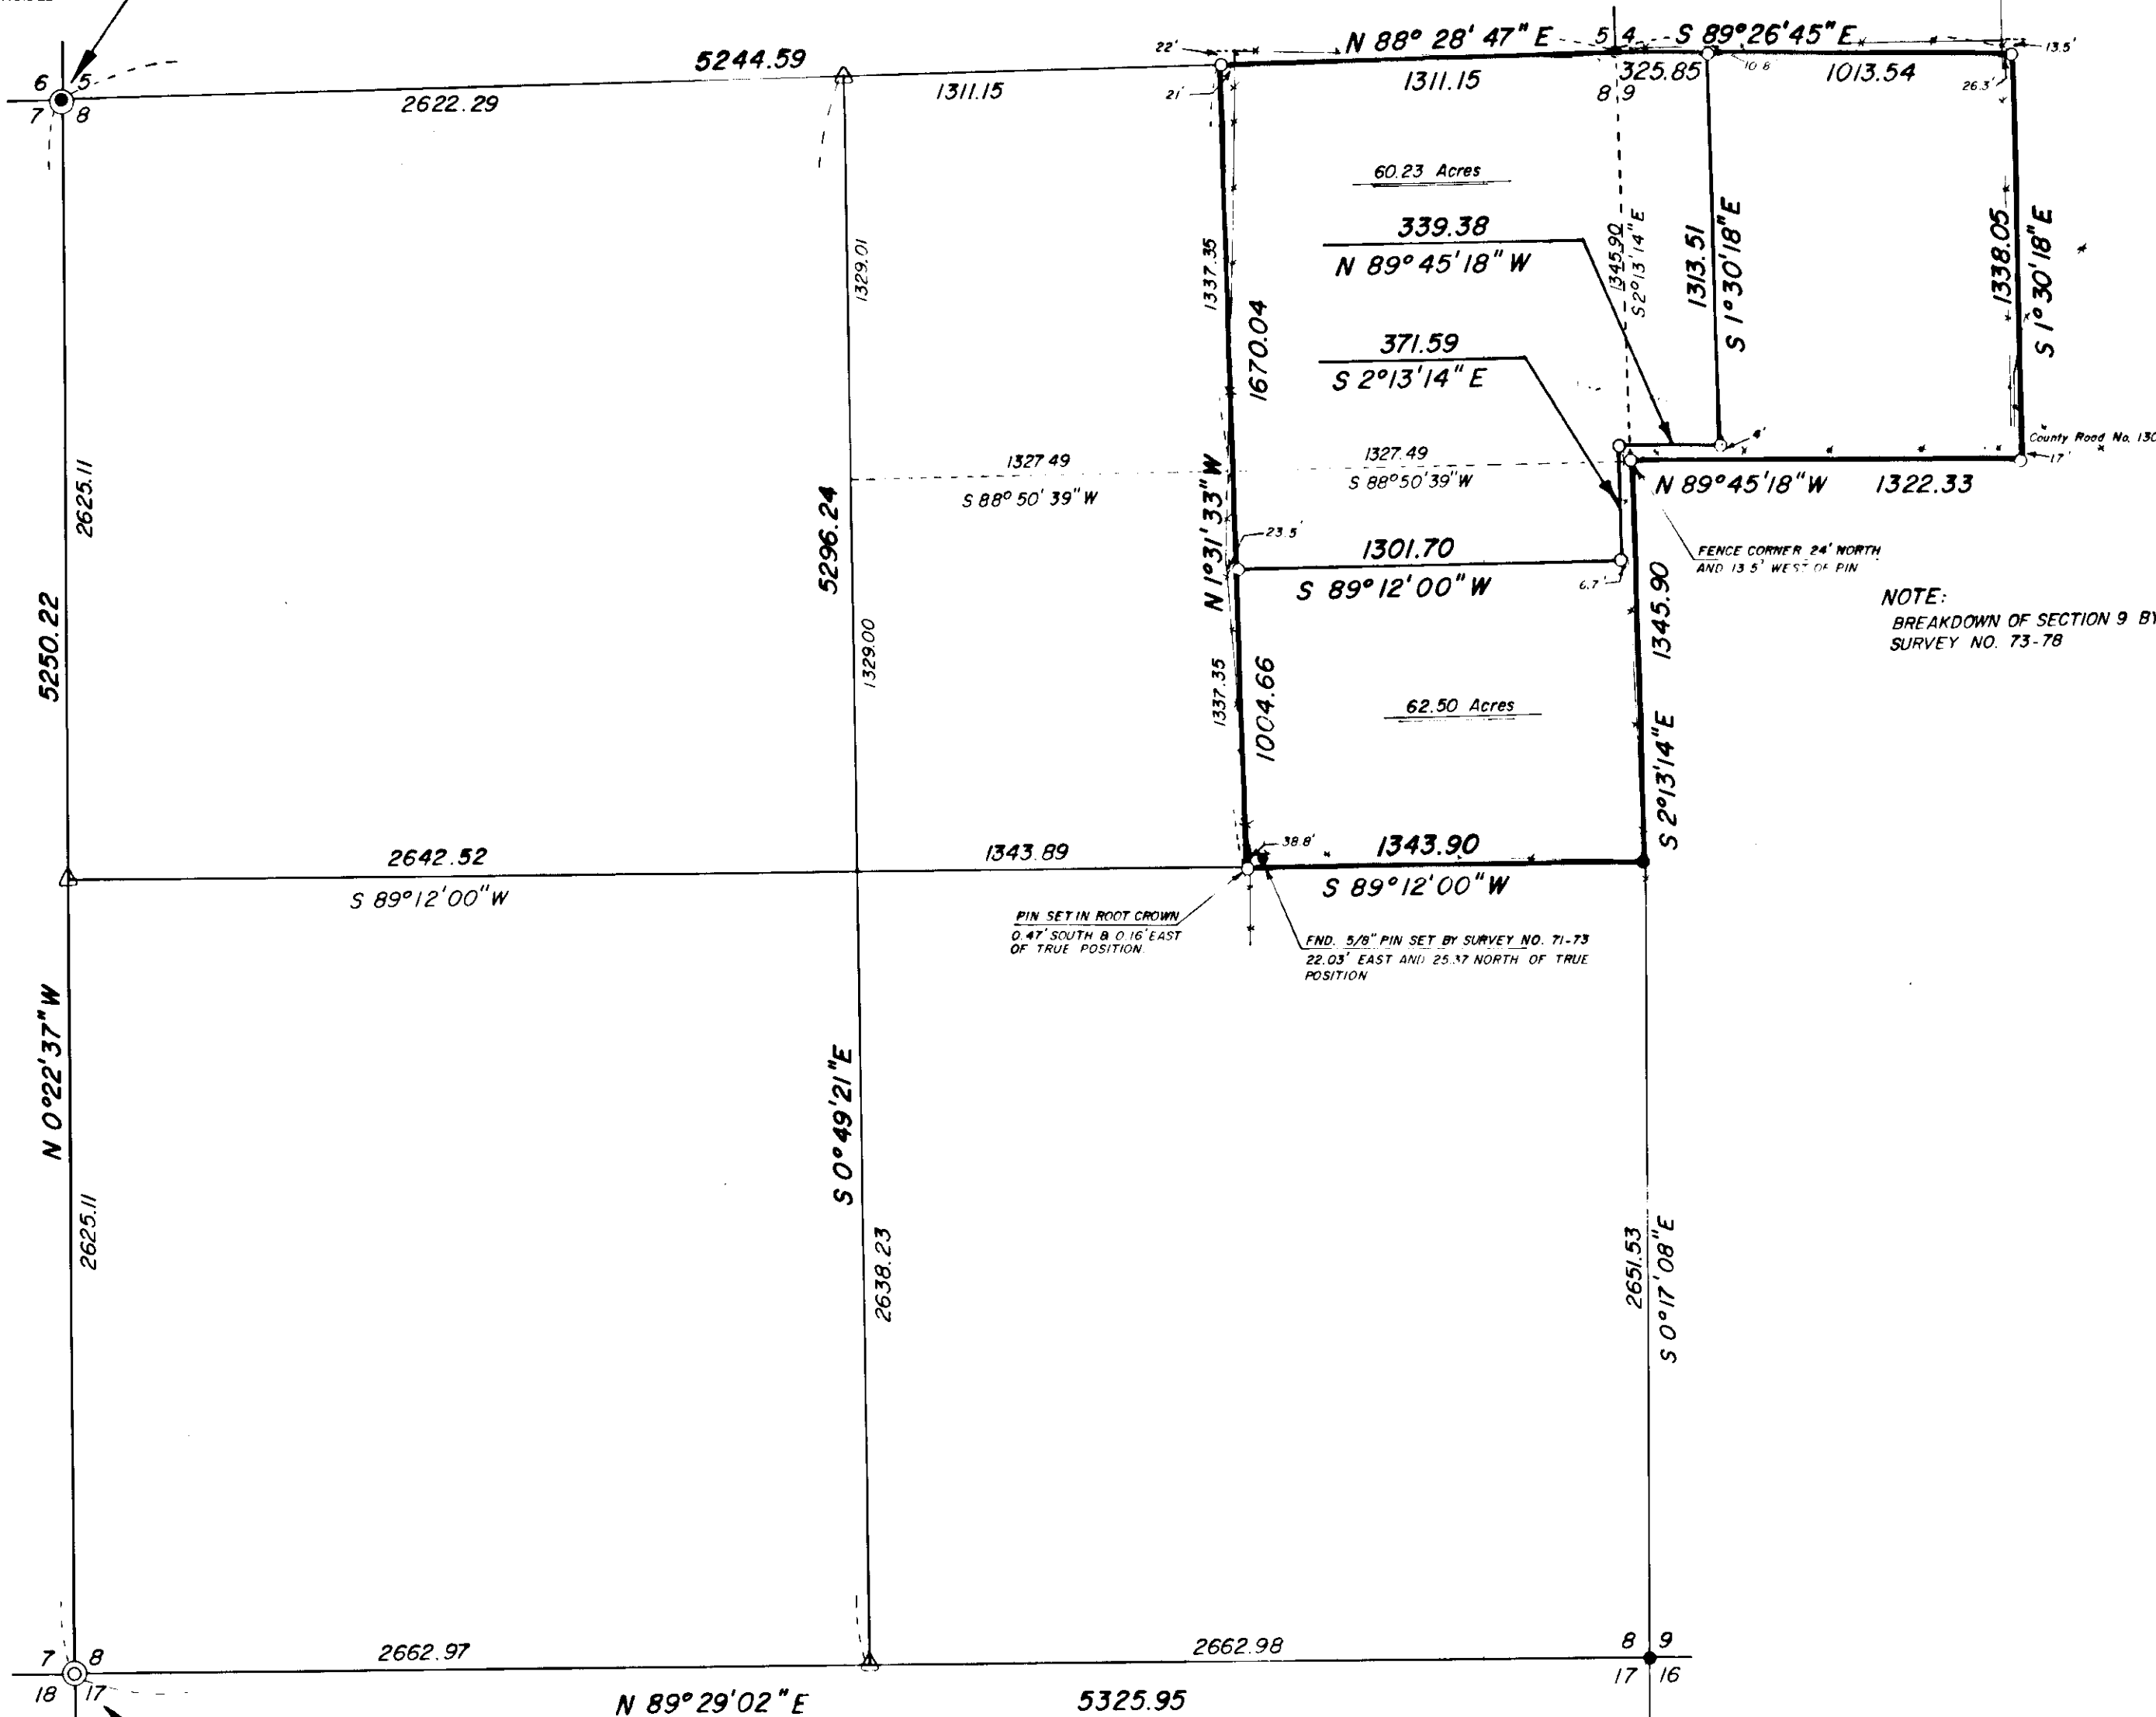 5244.59
N 88° 28' 47" E
5 4
S 89° 26' 45" E
13.5'
22'
6 5
7 8
2622.29
1311.15
21'
1311.15
325.85
10.8
1013.54
26.3'
8 9
60.23 Acres
339.38
N 89° 45' 18" W
371.59
S 2° 13' 14" E
1329.01
1337.35
1670.04
1345.90
S 2° 13' 14" E
1313.51
S 1° 30' 18" E
1338.05
S 1° 30' 18" E
4'
County Road No. 130
17'
1327.49
S 88° 50' 39" W
1327.49
S 88° 50' 39" W
N 89° 45' 18" W 1322.33
2625.11
5250.22
5296.24
N 1° 31' 33" W
23.5'
1301.70
S 89° 12' 00" W
6.7'
FENCE CORNER 24' NORTH
AND 13.5' WEST OF PIN
NOTE:
BREAKDOWN OF SECTION 9 BY
SURVEY NO. 73-78
1329.00
1337.35
1004.66
62.50 Acres
1345.90
S 2° 13' 14" E
2642.52
S 89° 12' 00" W
1343.89
38.8'
1343.90
S 89° 12' 00" W
PIN SET IN ROOT CROWN
0.47' SOUTH & 0.16' EAST
OF TRUE POSITION.
FND. 5/8" PIN SET BY SURVEY NO. 71-73
22.03' EAST AND 25.37 NORTH OF TRUE
POSITION
N 0° 22' 37" W
S 0° 49' 21" E
2625.11
2638.23
2651.53
S 0° 17' 08" E
7 8
18 17
2662.97
2662.98
8 9
17 16
N 89° 29' 02" E
5325.95